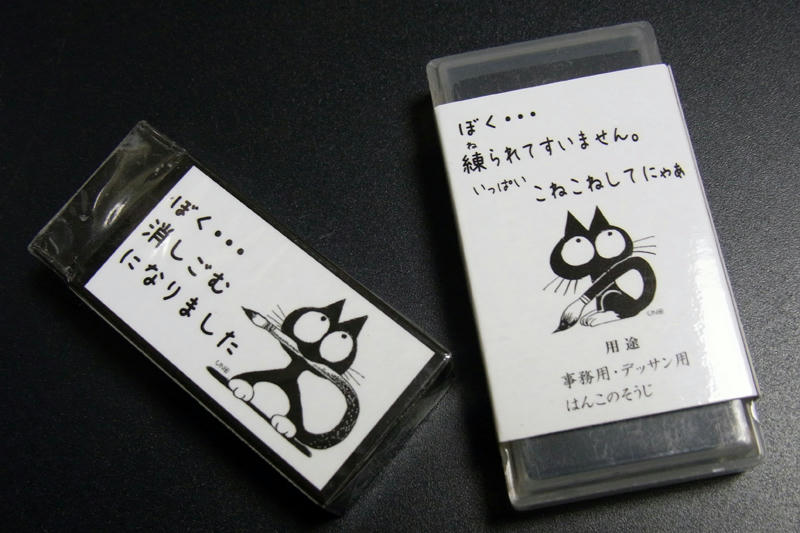 ぼく・・・
消しごむ
になりました
ぼく・・・
ね
練られてすいません。
いっぱい こねこねしてにゃあ
用途
事務用・デッサン用
はんこのそうじ